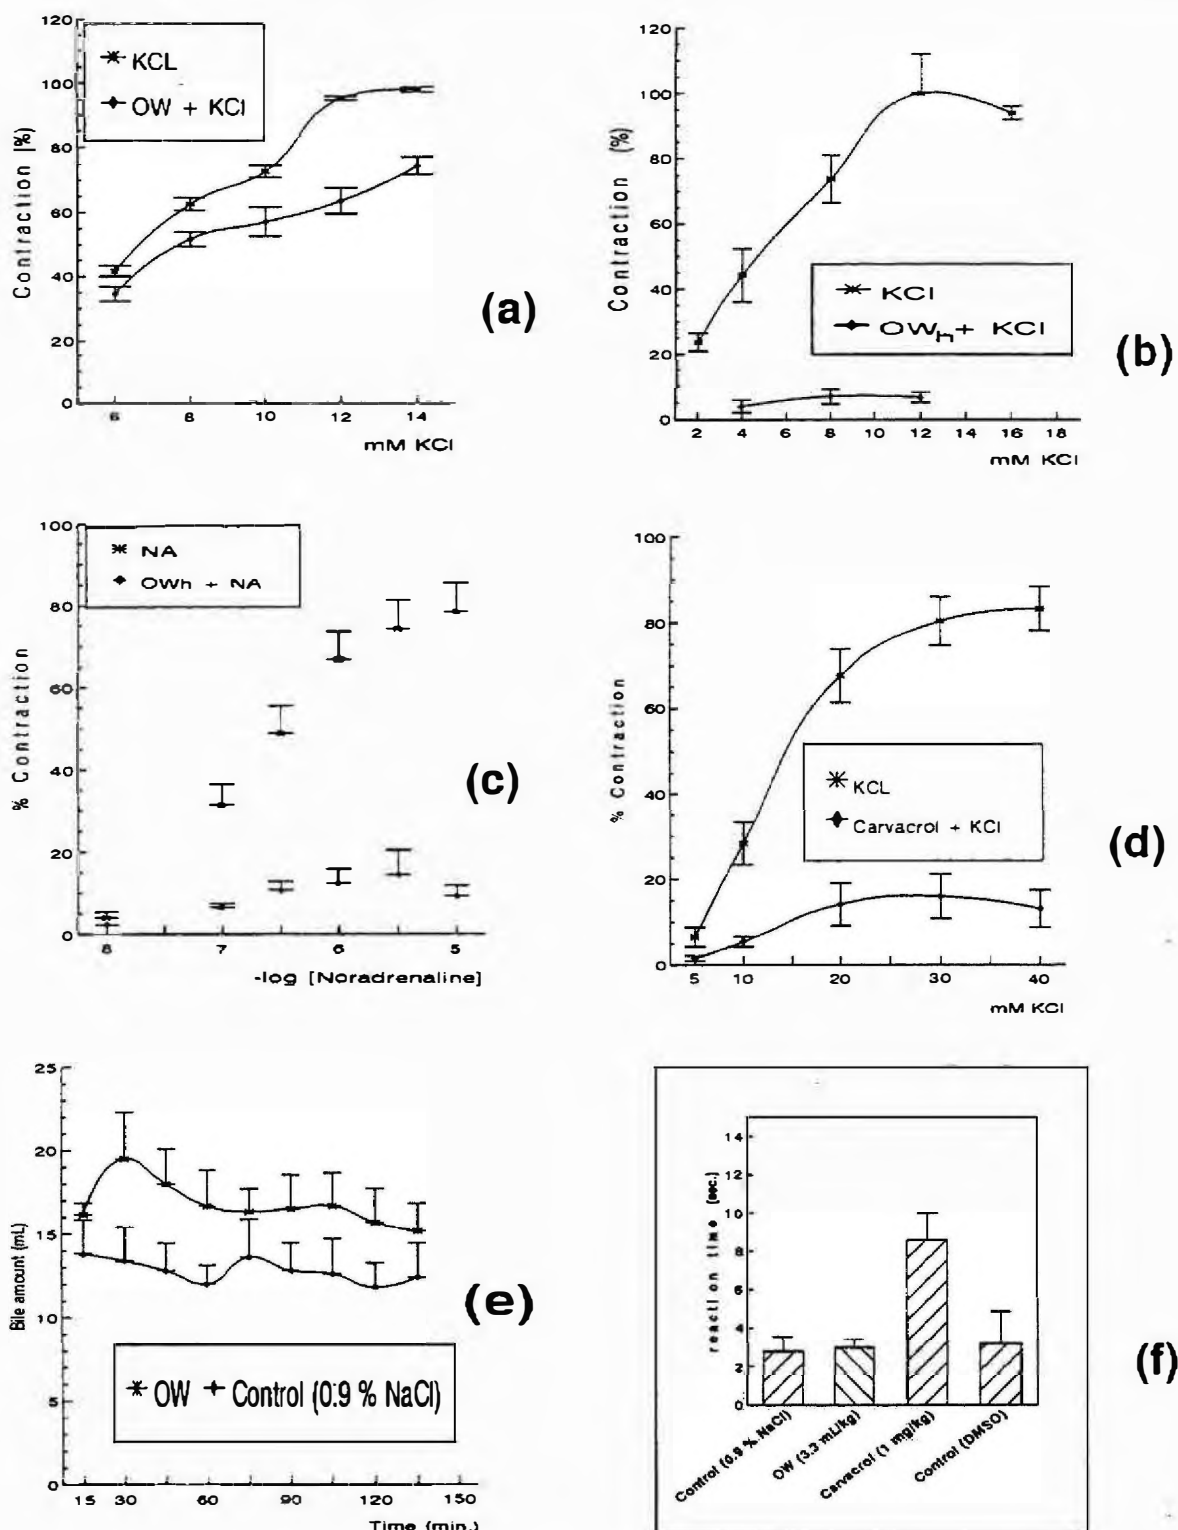 120
100
80
60
40
20
0
Contraction (%)
KCL
OW + KCl
6 8 10 12 14
mM KCl
(a)
120
100
80
60
40
20
0
Contraction (%)
KCl
OWh + KCl
2 4 6 8 10 12 14 16 18
mM KCl
(b)
100
80
60
40
20
0
% Contraction
NA
OWh + NA
8 7 6 5
-log [Noradrenaline]
(c)
100
80
60
40
20
0
% Contraction
KCL
Carvacrol + KCl
5 10 20 30 40
mM KCl
(d)
25
20
15
10
5
0
Bile amount (mL)
OW Control (0.9 % NaCl)
15 30 60 90 120 150
Time (min.)
(e)
14
12
10
8
6
4
2
0
reaction time (sec.)
Control (0.9 % NaCl)
OW (3.3 mL/kg)
Carvacrol (1 mg/kg)
Control (DMSO)
(f)